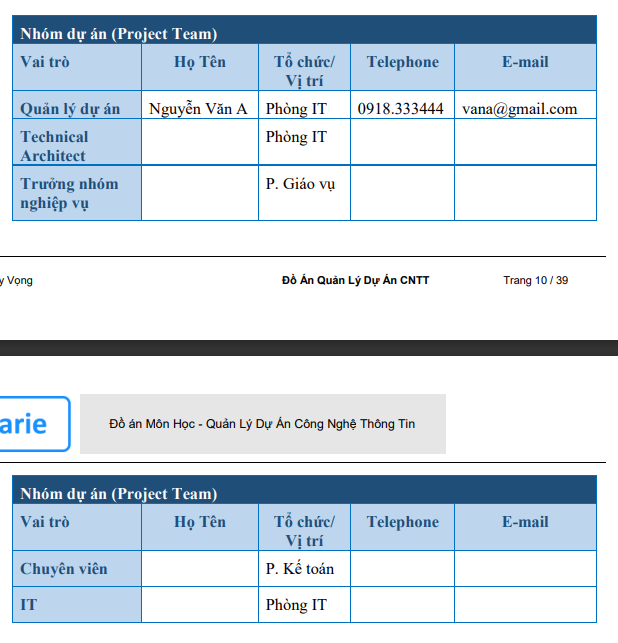 Nhóm dự án (Project Team)
Vai trò Họ Tên Tổ chức/ Vị trí Telephone E-mail
Quản lý dự án Nguyễn Văn A Phòng IT 0918.333444 vana@gmail.com
Technical Architect Phòng IT
Trưởng nhóm nghiệp vụ P. Giáo vụ
y Vọng Đồ Án Quản Lý Dự Án CNTT Trang 10 / 39
arie
Đồ án Môn Học - Quản Lý Dự Án Công Nghệ Thông Tin
Nhóm dự án (Project Team)
Vai trò Họ Tên Tổ chức/ Vị trí Telephone E-mail
Chuyên viên P. Kế toán
IT Phòng IT